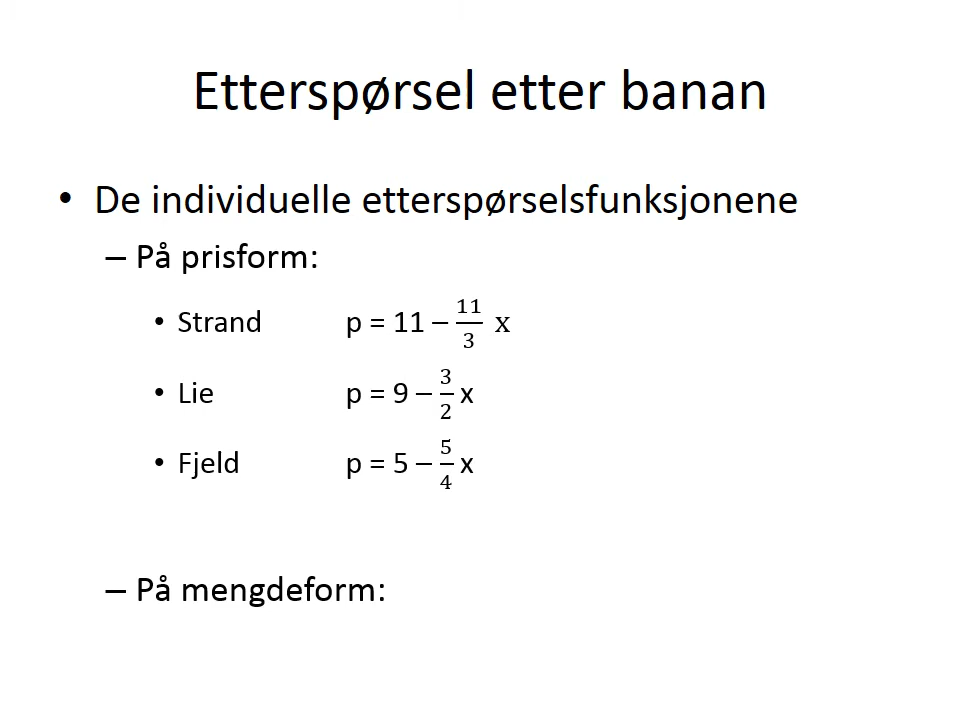 Etterspørsel etter banan
• De individuelle etterspørselsfunksjonene
– På prisform:
• Strand p = 11 – 11/3 x
• Lie p = 9 – 3/2 x
• Fjeld p = 5 – 5/4 x
– På mengdeform: